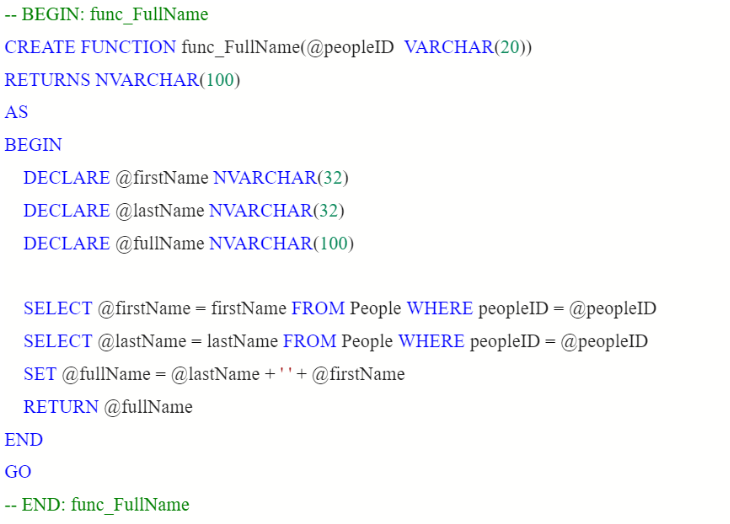 -- BEGIN: func_FullName
CREATE FUNCTION func_FullName(@peopleID  VARCHAR(20))
RETURNS NVARCHAR(100)
AS
BEGIN
    DECLARE @firstName NVARCHAR(32)
    DECLARE @lastName NVARCHAR(32)
    DECLARE @fullName NVARCHAR(100)

    SELECT @firstName = firstName FROM People WHERE peopleID = @peopleID
    SELECT @lastName = lastName FROM People WHERE peopleID = @peopleID
    SET @fullName = @lastName + ' ' + @firstName
    RETURN @fullName
END
GO
-- END: func_FullName